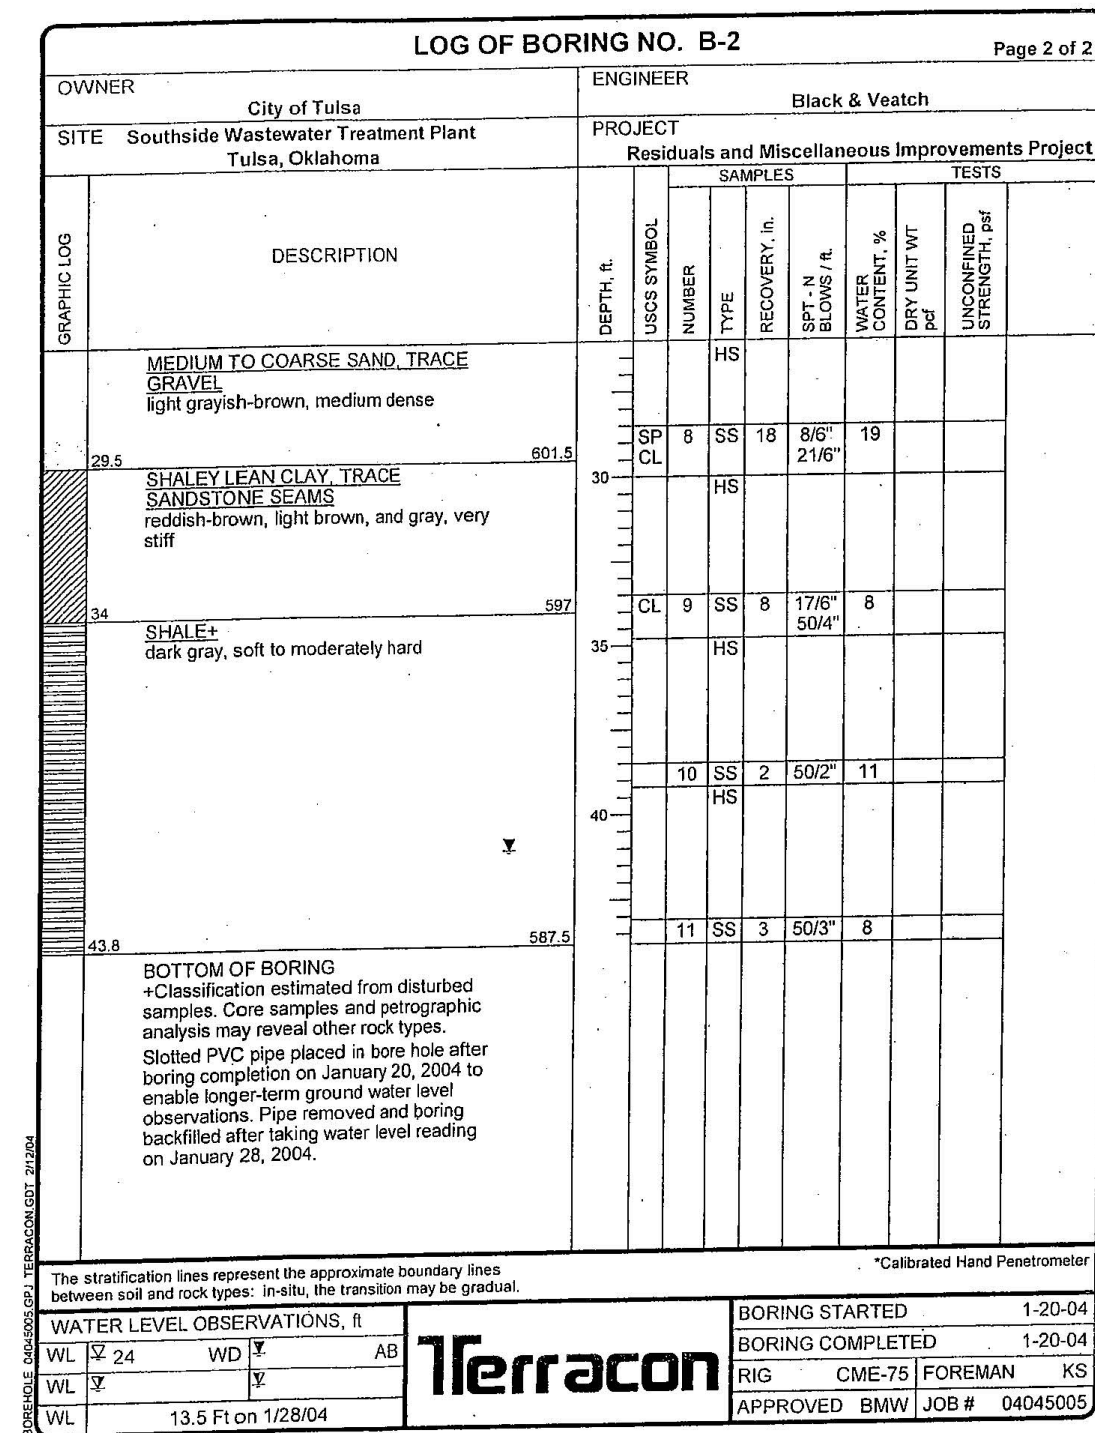 LOG OF BORING NO. B-2
Page 2 of 2
OWNER
City of Tulsa
ENGINEER
Black & Veatch
SITE Southside Wastewater Treatment Plant
Tulsa, Oklahoma
PROJECT
Residuals and Miscellaneous Improvements Project
GRAPHIC LOG
DESCRIPTION
DEPTH, ft.
USCS SYMBOL
SAMPLES
NUMBER
TYPE
RECOVERY, in.
SPT - N
BLOWS / ft.
TESTS
WATER
CONTENT, %
DRY UNIT WT
pcf
UNCONFINED
STRENGTH, psf
MEDIUM TO COARSE SAND, TRACE
GRAVEL
light grayish-brown, medium dense
HS
29.5 601.5
SP 8 SS 18 8/6" 19
CL 21/6"
SHALEY LEAN CLAY, TRACE
SANDSTONE SEAMS
reddish-brown, light brown, and gray, very
stiff
30
HS
34 597
CL 9 SS 8 17/6" 8
50/4"
SHALE+
dark gray, soft to moderately hard
35
HS
10 SS 2 50/2" 11
HS
40
11 SS 3 50/3" 8
43.8 587.5
BOTTOM OF BORING
+Classification estimated from disturbed
samples. Core samples and petrographic
analysis may reveal other rock types.
Slotted PVC pipe placed in bore hole after
boring completion on January 20, 2004 to
enable longer-term ground water level
observations. Pipe removed and boring
backfilled after taking water level reading
on January 28, 2004.
BOREHOLE 04045005.GPJ TERRACON.GDT 2/12/04
The stratification lines represent the approximate boundary lines
between soil and rock types: in-situ, the transition may be gradual.
*Calibrated Hand Penetrometer
WATER LEVEL OBSERVATIONS, ft
WL 24 WD AB
WL
WL 13.5 Ft on 1/28/04
Terracon
BORING STARTED 1-20-04
BORING COMPLETED 1-20-04
RIG CME-75 FOREMAN KS
APPROVED BMW JOB # 04045005